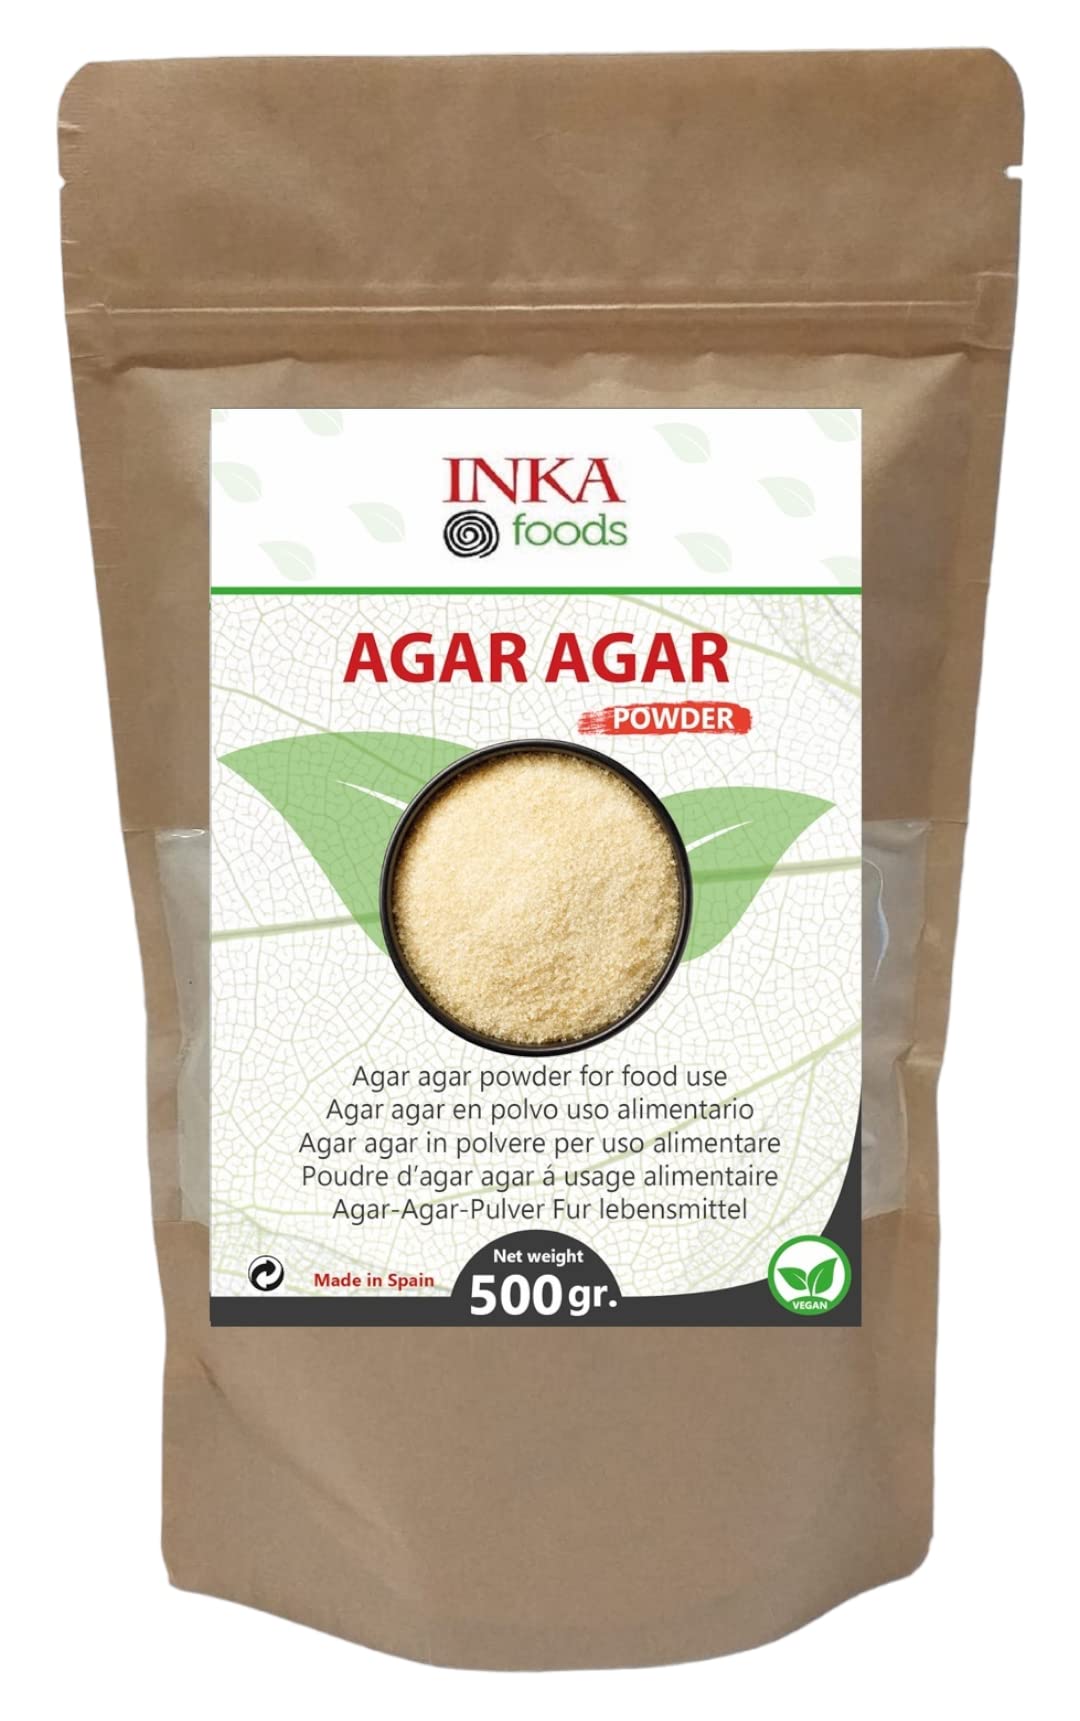 INKA
foods
AGAR AGAR
POWDER
Agar agar powder for food use
Agar agar en polvo uso alimentario
Agar agar in polvere per uso alimentare
Poudre d’agar agar á usage alimentaire
Agar-Agar-Pulver Fur lebensmittel
Made in Spain
Net weight
500 gr.
VEGAN